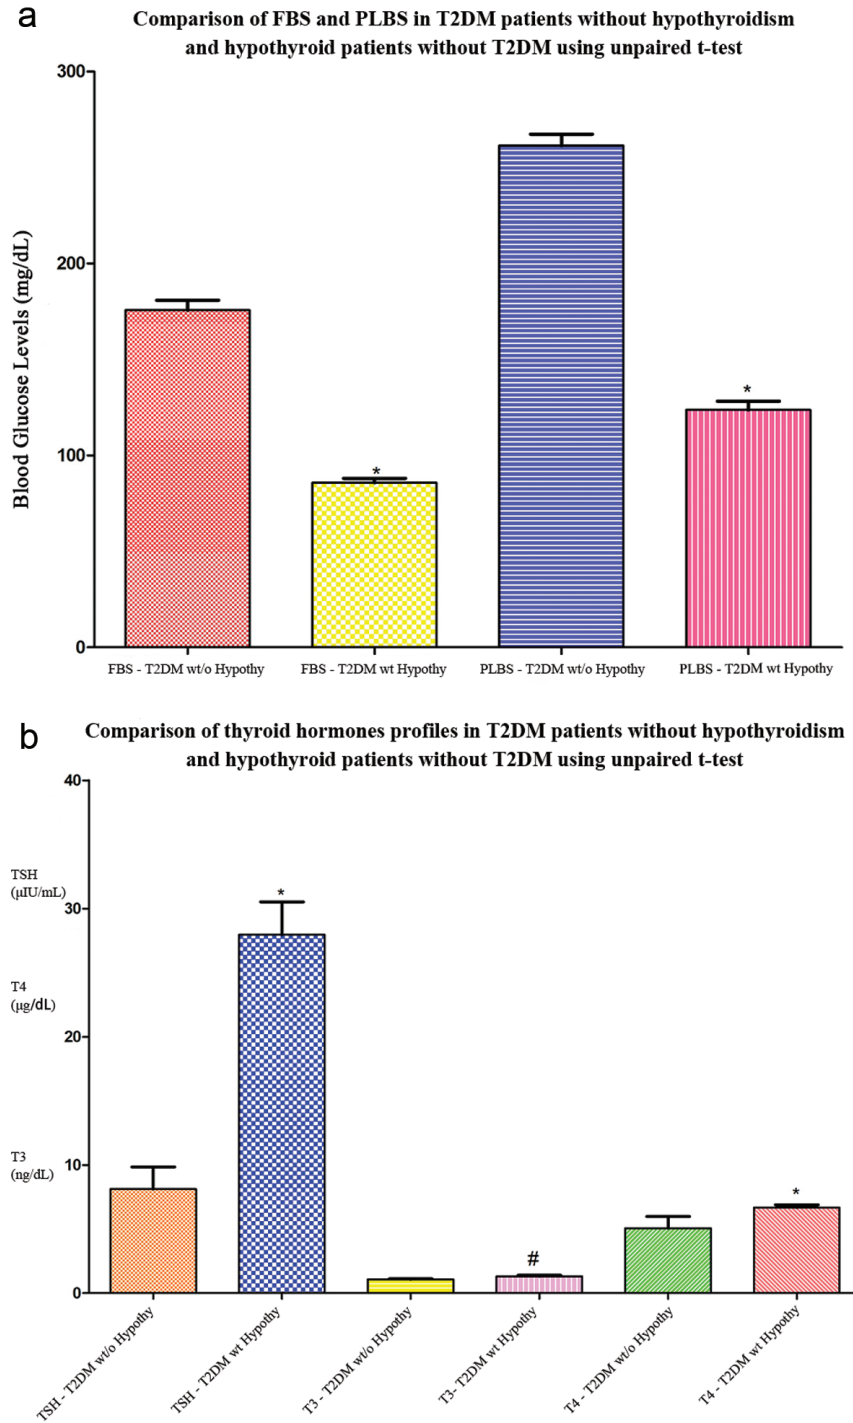 a
Comparison of FBS and PLBS in T2DM patients without hypothyroidism
and hypothyroid patients without T2DM using unpaired t-test
300
200
100
0
Blood Glucose Levels (mg/dL)
*
*
FBS - T2DM wt/o Hypothy
FBS - T2DM wt Hypothy
PLBS - T2DM wt/o Hypothy
PLBS - T2DM wt Hypothy
b
Comparison of thyroid hormones profiles in T2DM patients without hypothyroidism
and hypothyroid patients without T2DM using unpaired t-test
40
30
20
10
0
TSH
(μIU/mL)
T4
(μg/dL)
T3
(ng/dL)
*
#
*
TSH - T2DM wt/o Hypothy
TSH - T2DM wt Hypothy
T3 - T2DM wt/o Hypothy
T3- T2DM wt Hypothy
T4 - T2DM wt/o Hypothy
T4 - T2DM wt Hypothy